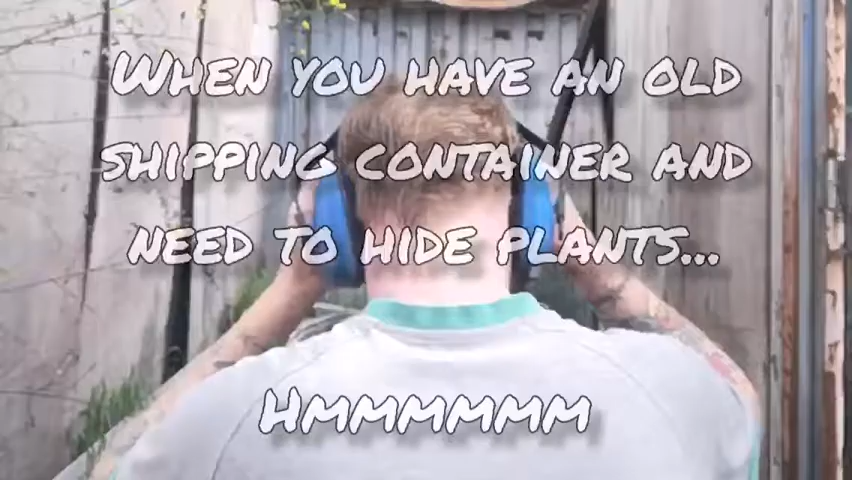 When you have an old
shipping container and
need to hide plants...
Hmmmmmm